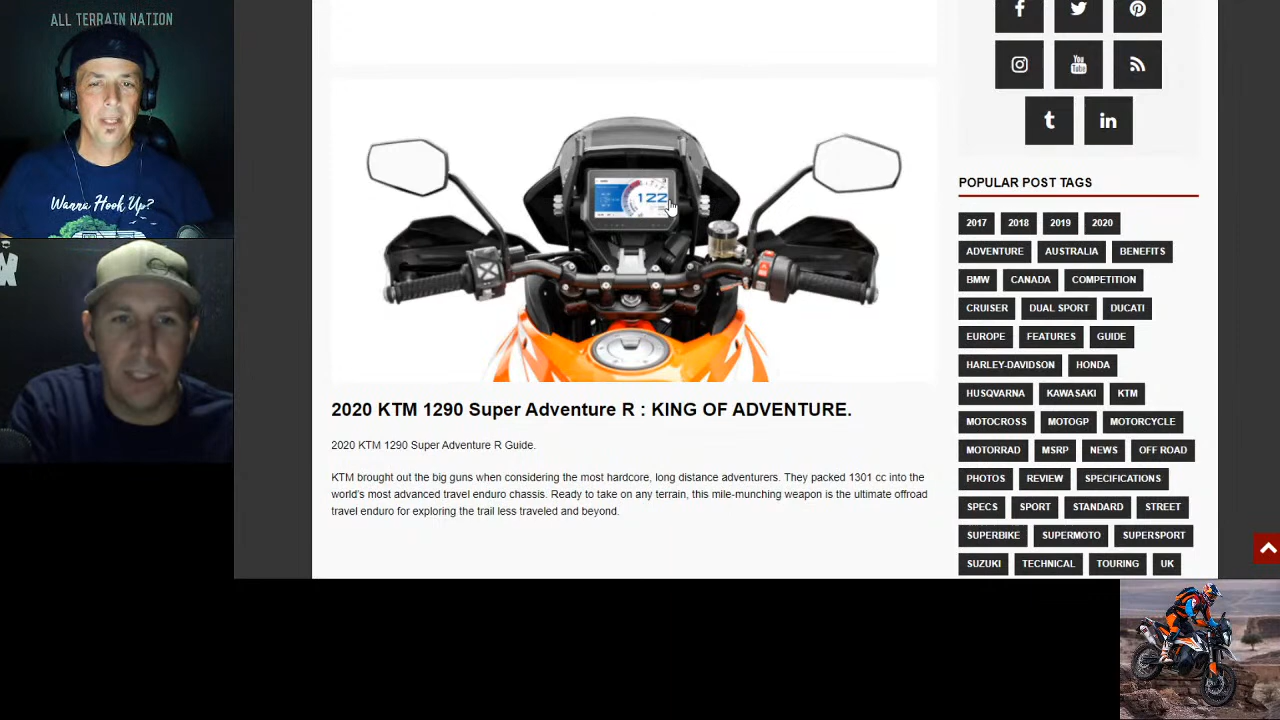 ALL TERRAIN NATION
Wanna Hook Up?
X
122
2020 KTM 1290 Super Adventure R : KING OF ADVENTURE.
2020 KTM 1290 Super Adventure R Guide.
KTM brought out the big guns when considering the most hardcore, long distance adventurers. They packed 1301 cc into the
world's most advanced travel enduro chassis. Ready to take on any terrain, this mile-munching weapon is the ultimate offroad
travel enduro for exploring the trail less traveled and beyond.
You Tube
t
in
POPULAR POST TAGS
2017 2018 2019 2020
ADVENTURE AUSTRALIA BENEFITS
BMW CANADA COMPETITION
CRUISER DUAL SPORT DUCATI
EUROPE FEATURES GUIDE
HARLEY-DAVIDSON HONDA
HUSQVARNA KAWASAKI KTM
MOTOCROSS MOTOGP MOTORCYCLE
MOTORRAD MSRP NEWS OFF ROAD
PHOTOS REVIEW SPECIFICATIONS
SPECS SPORT STANDARD STREET
SUPERBIKE SUPERMOTO SUPERSPORT
SUZUKI TECHNICAL TOURING UK